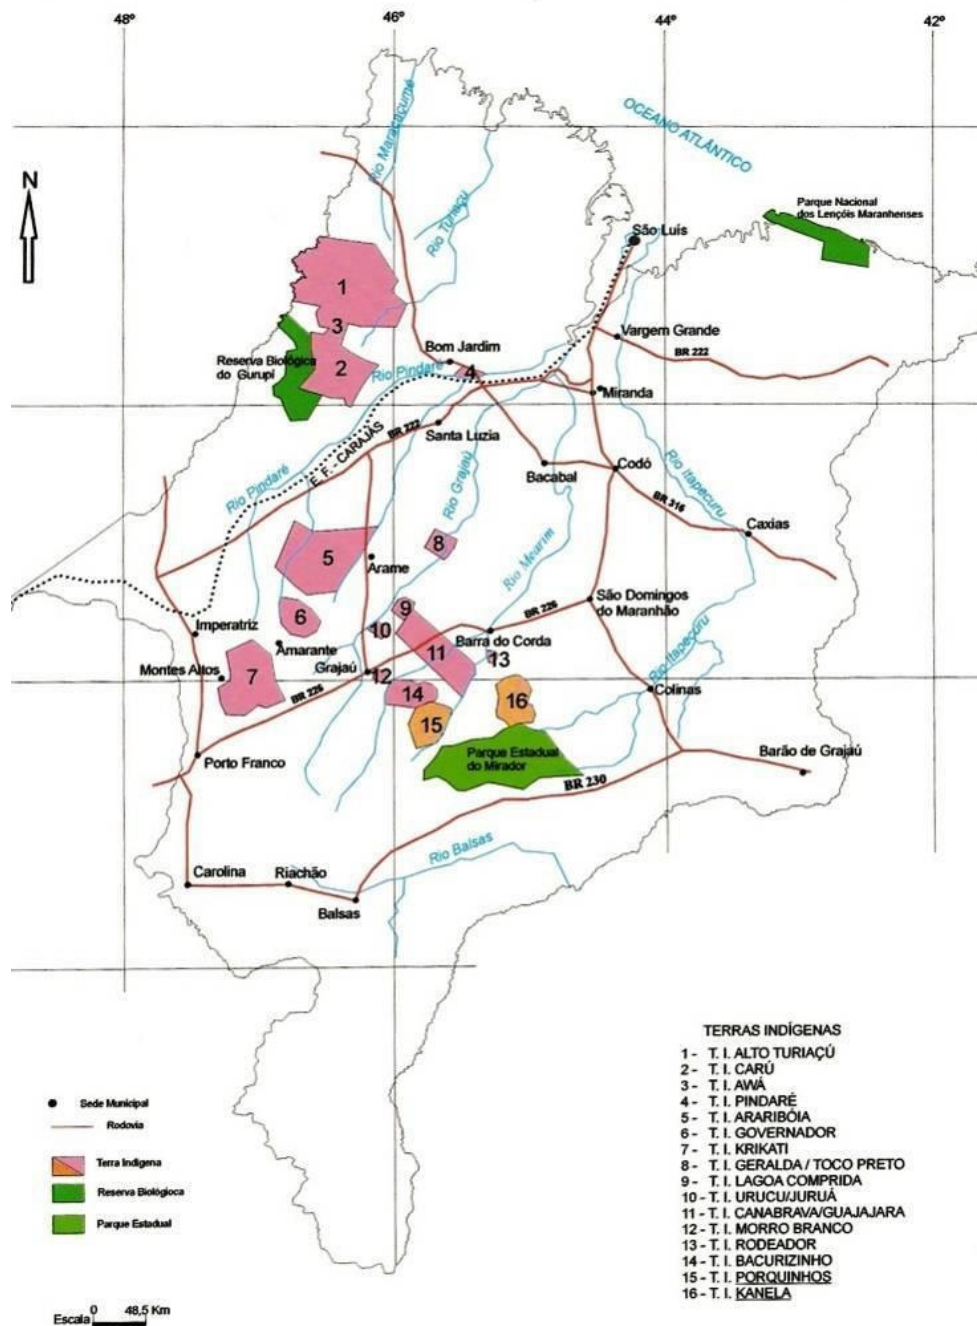 48º 46º 44º 42º
OCEANO ATLÂNTICO
Rio Maracaçumé
Rio Turiaçu
N
Parque Nacional
dos Lençóis Maranhenses
São Luís
1
3
2
Reserva Biológica
do Gurupí
Bom Jardim
Rio Pindaré
4
Vargem Grande
BR 222
Miranda
E. F. - CARAJÁS
BR 222
Santa Luzia
Rio Pindaré
Rio Grajaú
Bacabal
Codó
Rio Itapecuru
BR 316
Caxias
5
8
Arame
Rio Mearim
6
9
10
São Domingos
do Maranhão
BR 226
Imperatriz
Amarante
Barra do Corda
11
13
Rio Itapecuru
Montes Altos
7
Grajaú
12
14
BR 226
15
16
Colinas
Porto Franco
Parque Estadual
do Mirador
BR 230
Barão de Grajaú
Rio Balsas
Carolina
Riachão
Balsas
TERRAS INDÍGENAS
1 - T. I. ALTO TURIAÇÚ
2 - T. I. CARÚ
3 - T. I. AWÁ
4 - T. I. PINDARÉ
5 - T. I. ARARIBÓIA
6 - T. I. GOVERNADOR
7 - T. I. KRIKATI
8 - T. I. GERALDA / TOCO PRETO
9 - T. I. LAGOA COMPRIDA
10 - T. I. URUCU/JURUÁ
11 - T. I. CANABRAVA/GUAJAJARA
12 - T. I. MORRO BRANCO
13 - T. I. RODEADOR
14 - T. I. BACURIZINHO
15 - T. I. PORQUINHOS
16 - T. I. KANELA
Sede Municipal
Rodovia
Terra Indígena
Reserva Biológioca
Parque Estadual
Escala 0 48,5 Km